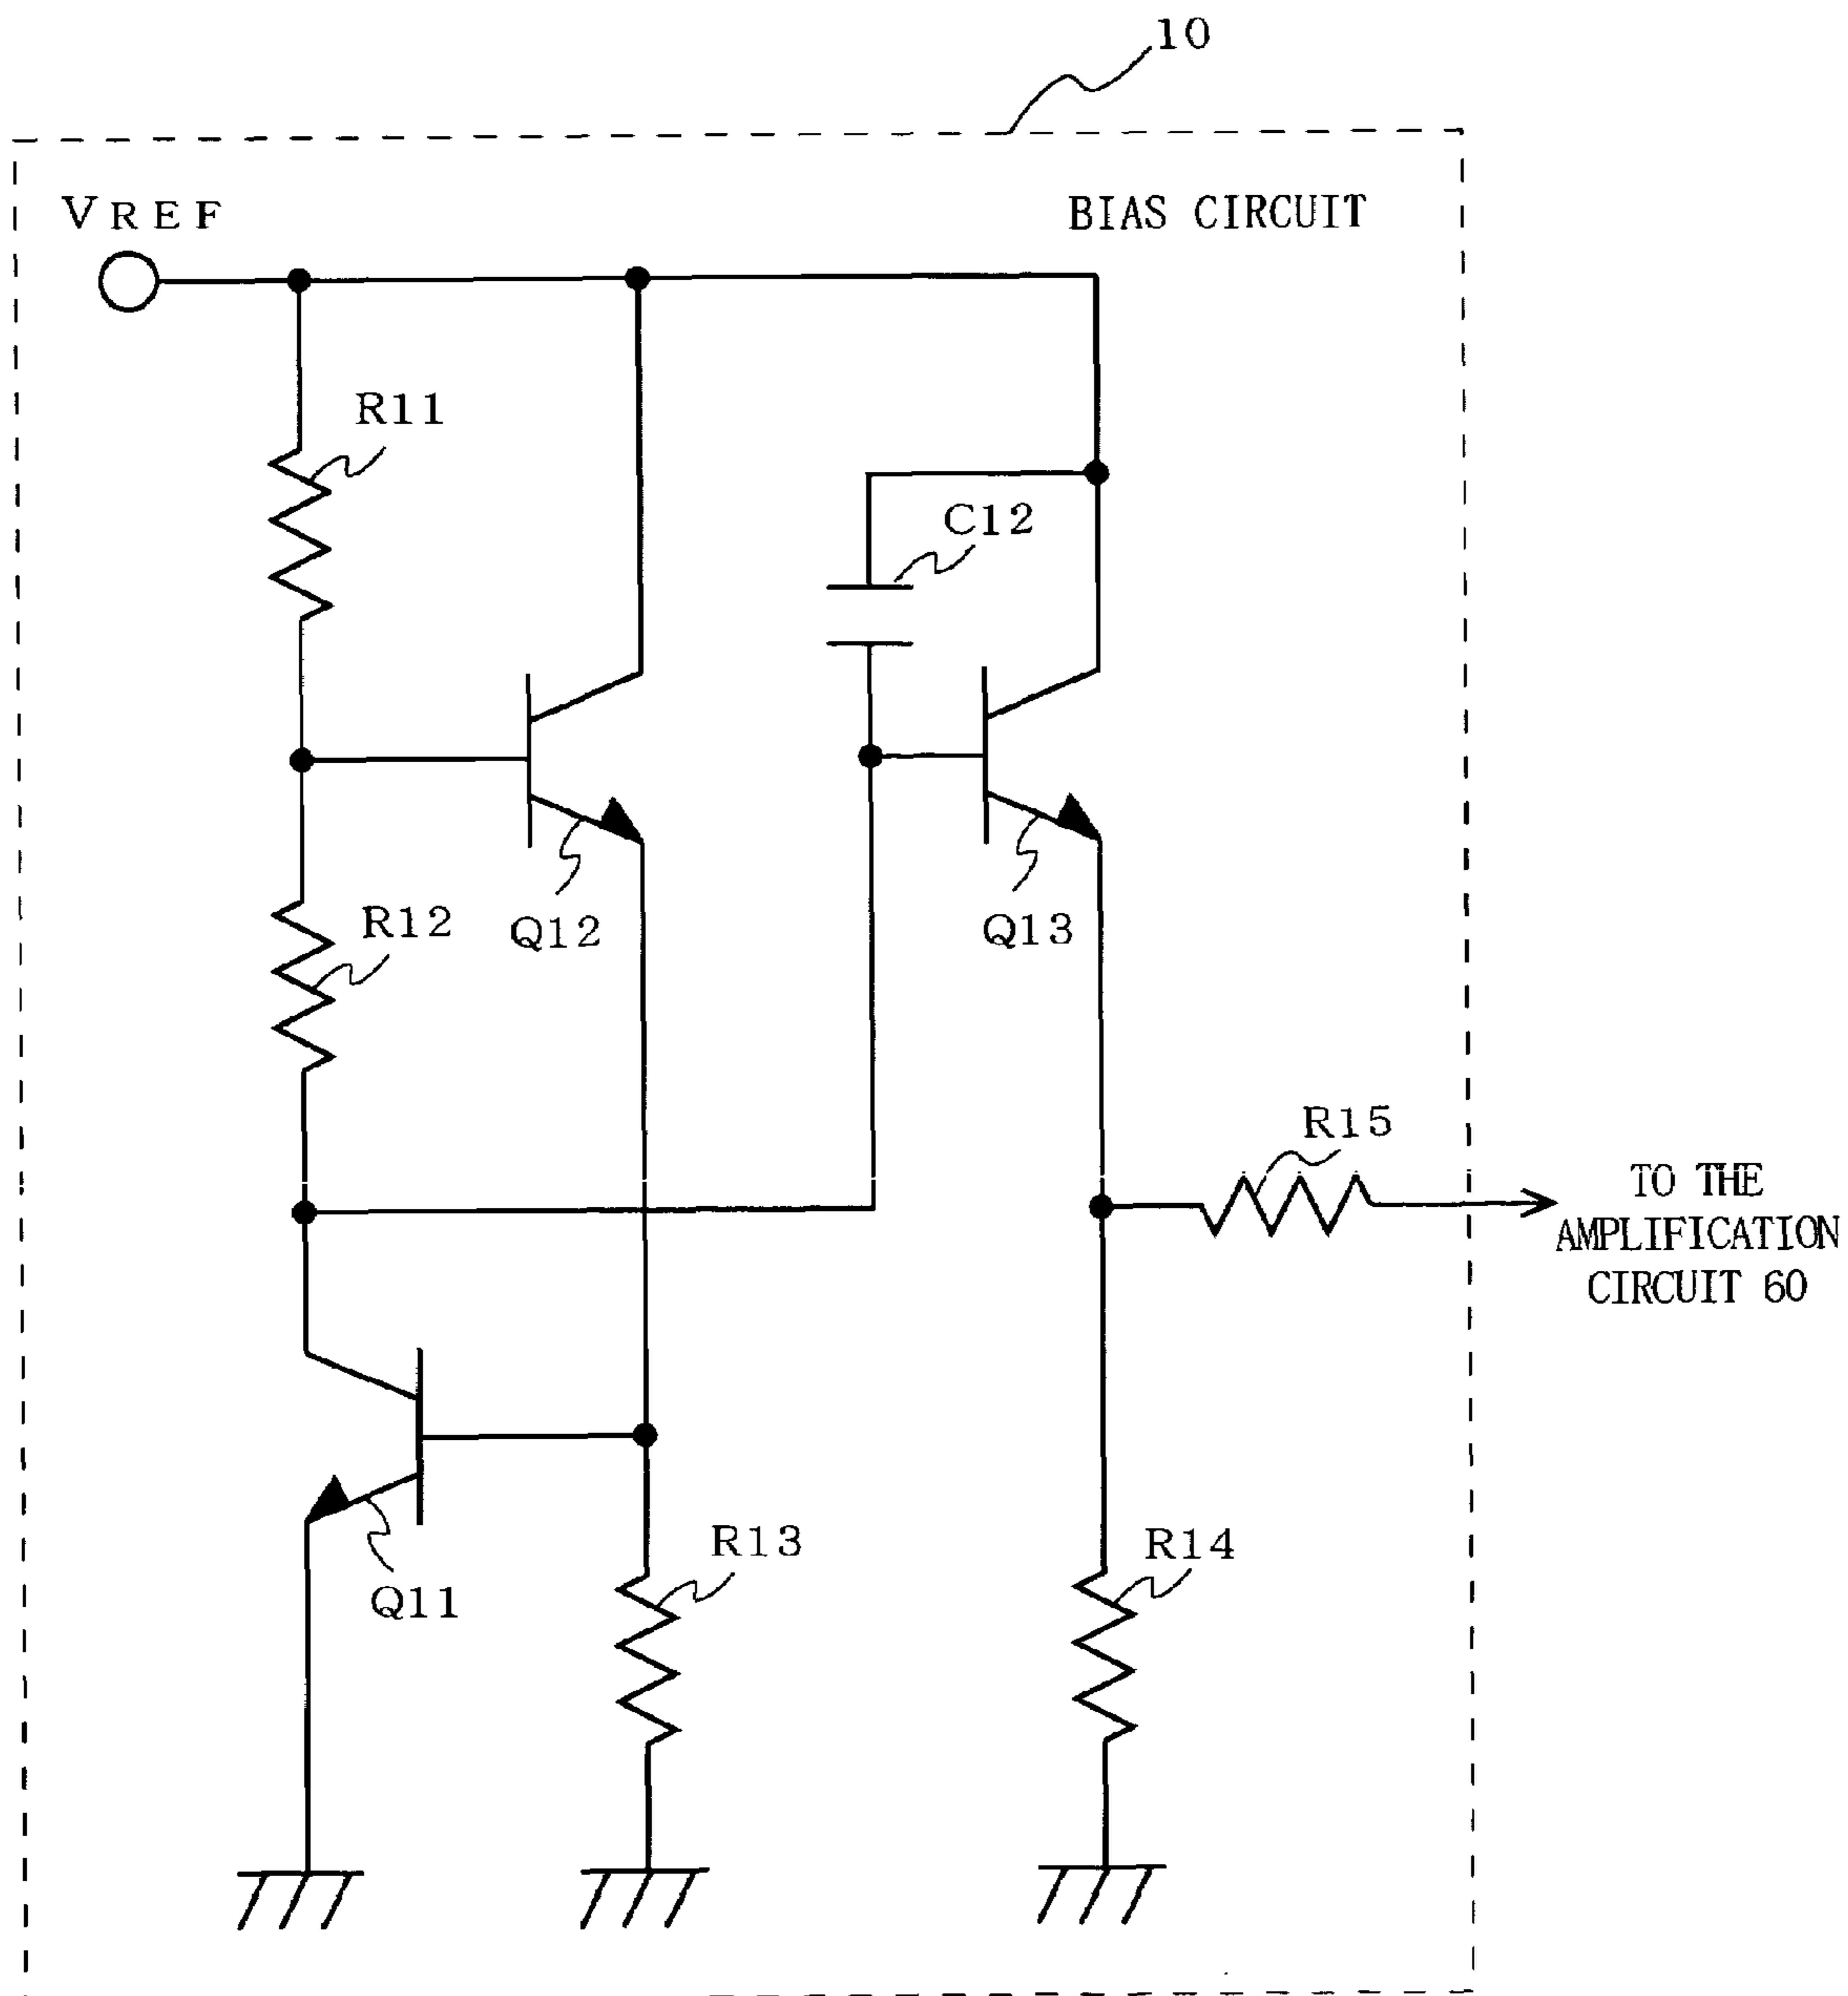 10
VREF
BIAS CIRCUIT
R11
C12
R12
Q12
Q13
R15
TO THE
AMPLIFICATION
CIRCUIT 60
R13
R14
Q11